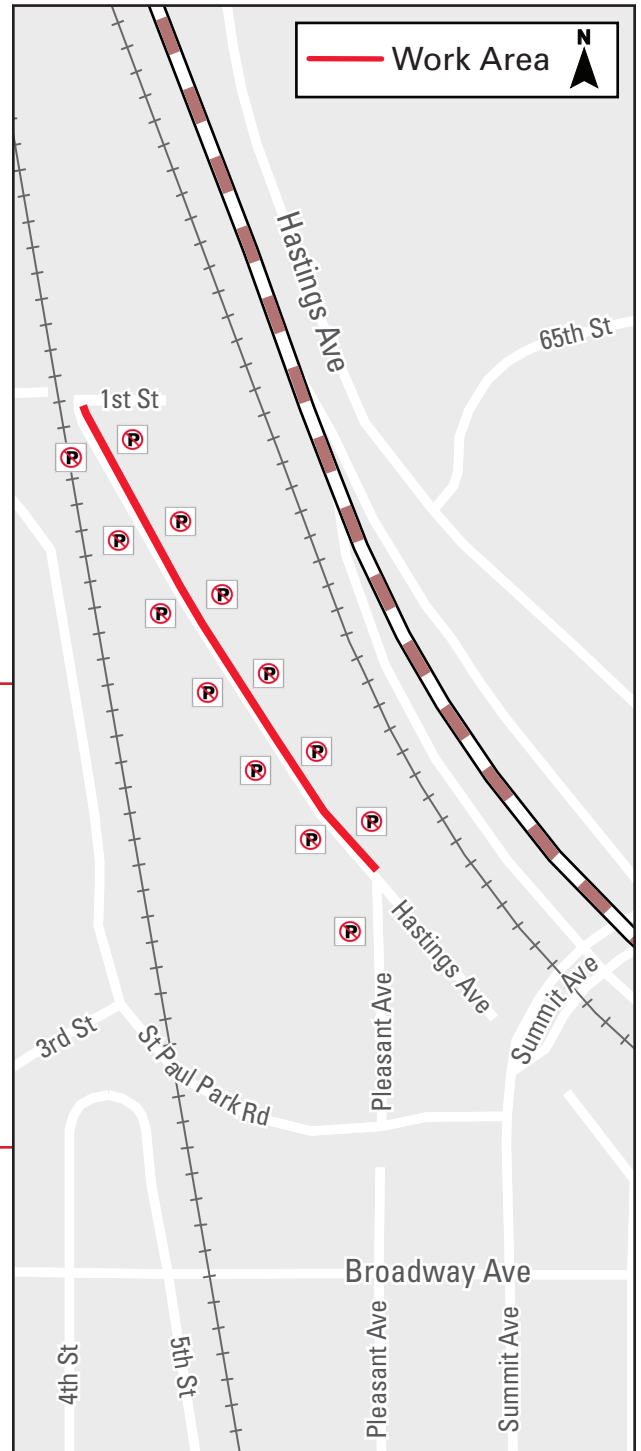 N
Work Area
Hastings Ave
65th St
1st St
P
P
P
P
P
P
P
P
P
P
P
P
P
Hastings Ave
Summit Ave
Pleasant Ave
3rd St
St Paul Park Rd
Broadway Ave
4th St
5th St
Pleasant Ave
Summit Ave